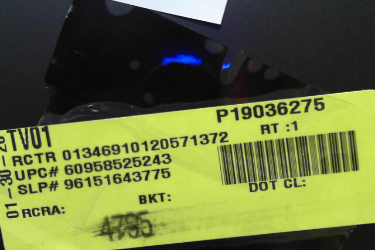 P19036275
TV01 RT :1
RCTR 01346910120571372
UPC# 60958525243
SLP# 96151643775
BKT: DOT CL:
RCRA:
4795